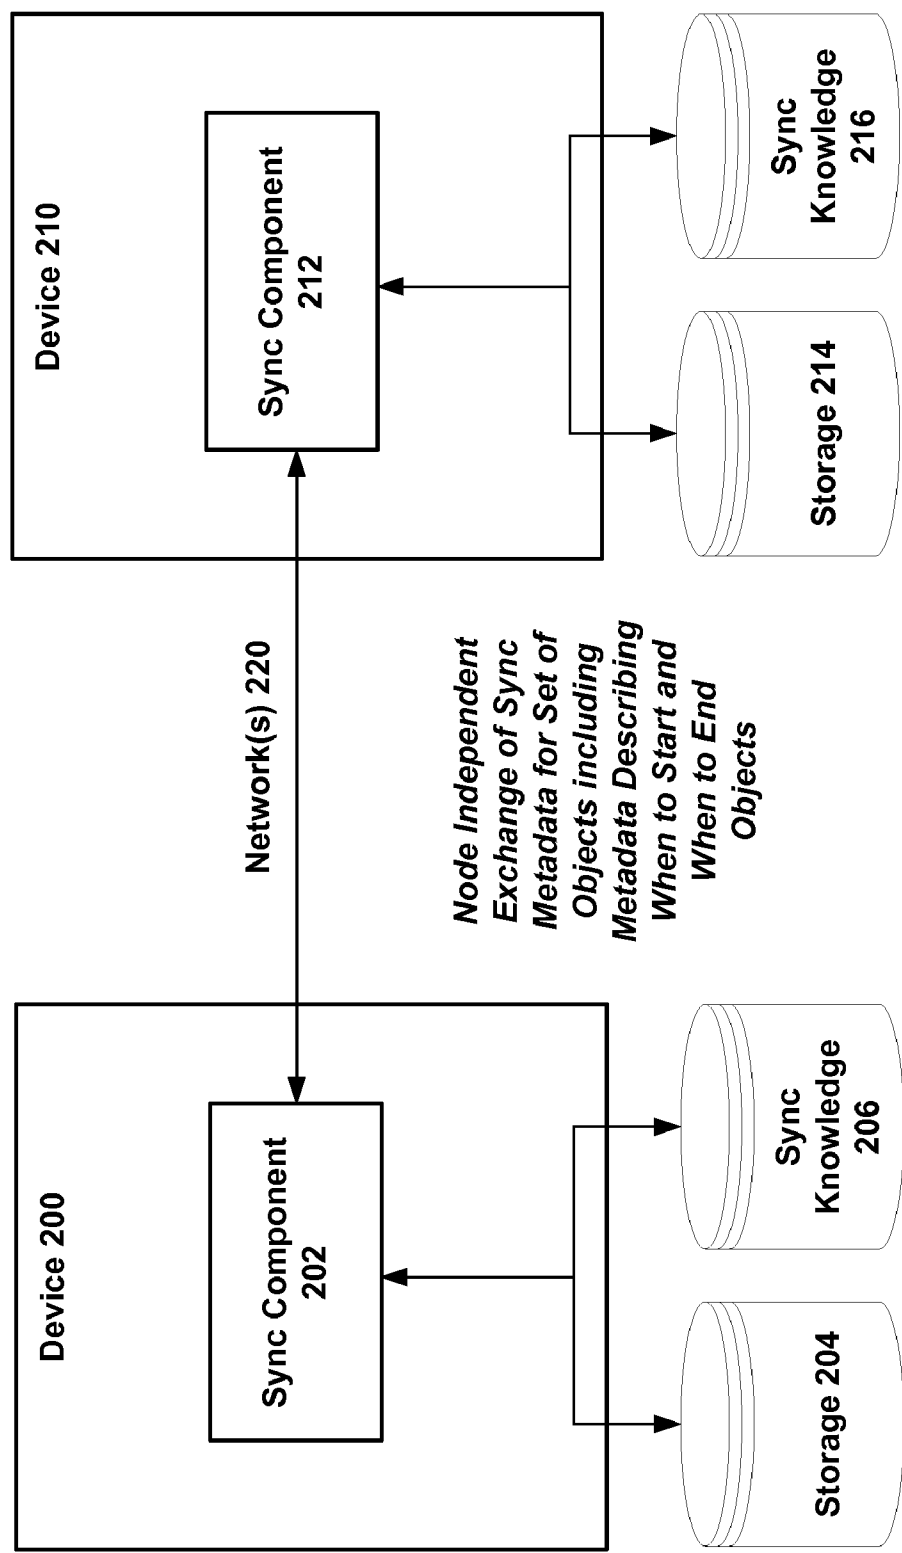 Device 200
Sync Component
202
Storage 204
Sync
Knowledge
206
Network(s) 220
Node Independent
Exchange of Sync
Metadata for Set of
Objects including
Metadata Describing
When to Start and
When to End
Objects
Device 210
Sync Component
212
Storage 214
Sync
Knowledge
216